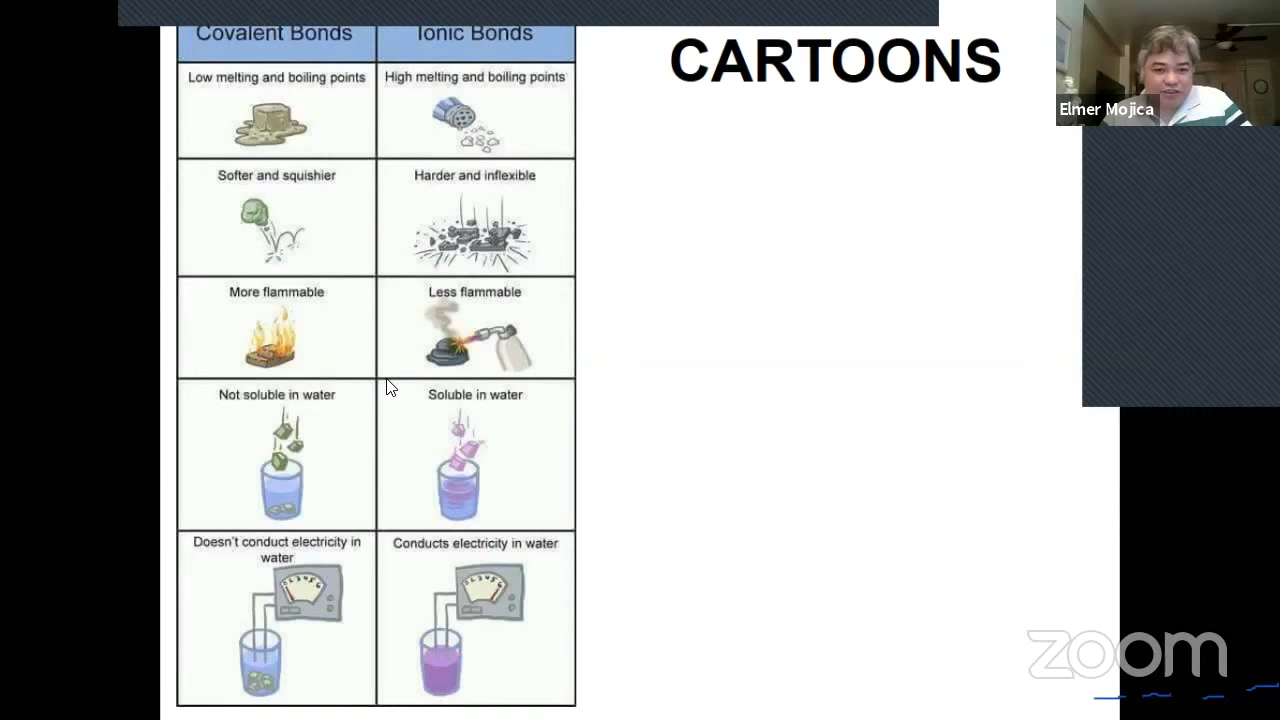 Covalent Bonds
Ionic Bonds
CARTOONS
Elmer Mojica
Low melting and boiling points
High melting and boiling points
Softer and squishier
Harder and inflexible
More flammable
Less flammable
Not soluble in water
Soluble in water
Doesn't conduct electricity in
water
Conducts electricity in water
zoom